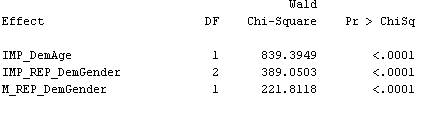 Wald
Effect DF Chi-Square Pr > ChiSq
IMP_DemAge 1 839.3949 <.0001
IMP_REP_DemGender 2 389.0503 <.0001
M_REP_DemGender 1 221.8118 <.0001